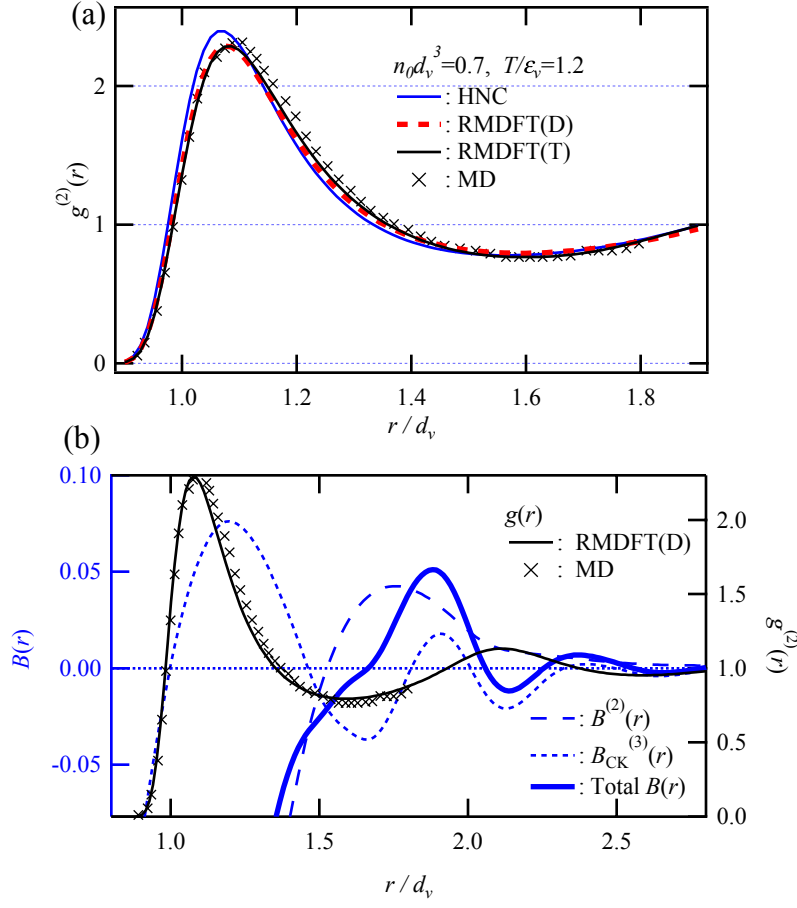 (a)
n₀dᵥ³=0.7, T/εᵥ=1.2
: HNC
: RMDFT(D)
: RMDFT(T)
: MD
g⁽²⁾(r)
2
1
0
1.0 1.2 1.4 1.6 1.8
r / dᵥ
(b)
0.10
0.05
0.00
-0.05
B(r)
g(r)
: RMDFT(D)
: MD
: B⁽²⁾(r)
: B_CK⁽³⁾(r)
: Total B(r)
2.0
1.5
1.0
0.5
0.0
g⁽²⁾(r)
1.0 1.5 2.0 2.5
r / dᵥ